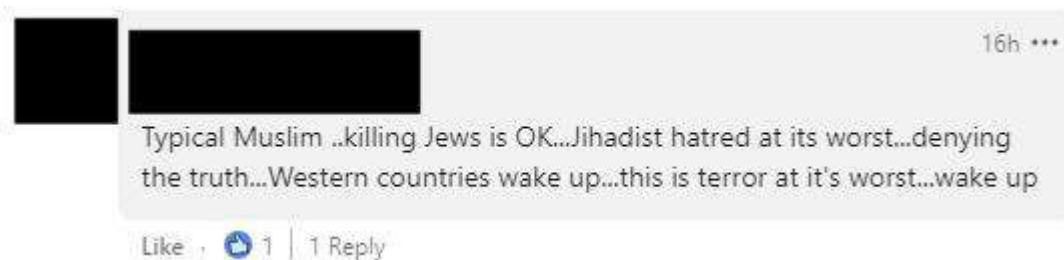 16h •••
Typical Muslim ..killing Jews is OK...Jihadist hatred at its worst...denying
the truth...Western countries wake up...this is terror at it's worst...wake up
Like · 1 | 1 Reply